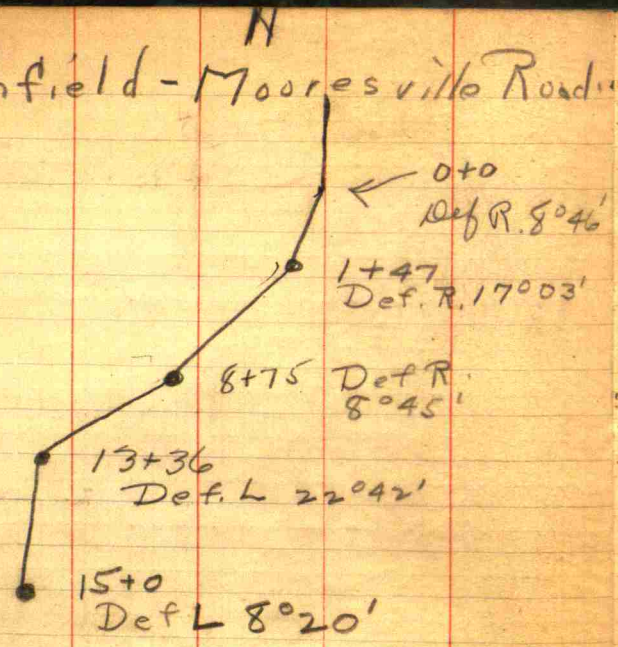 N
nfield - Mooresville Road
0+0
Def R. 8°46'
1+47
Def. R. 17°03'
8+75 Def R.
8°45'
13+36
Def. L 22°42'
15+0
Def L 8°20'